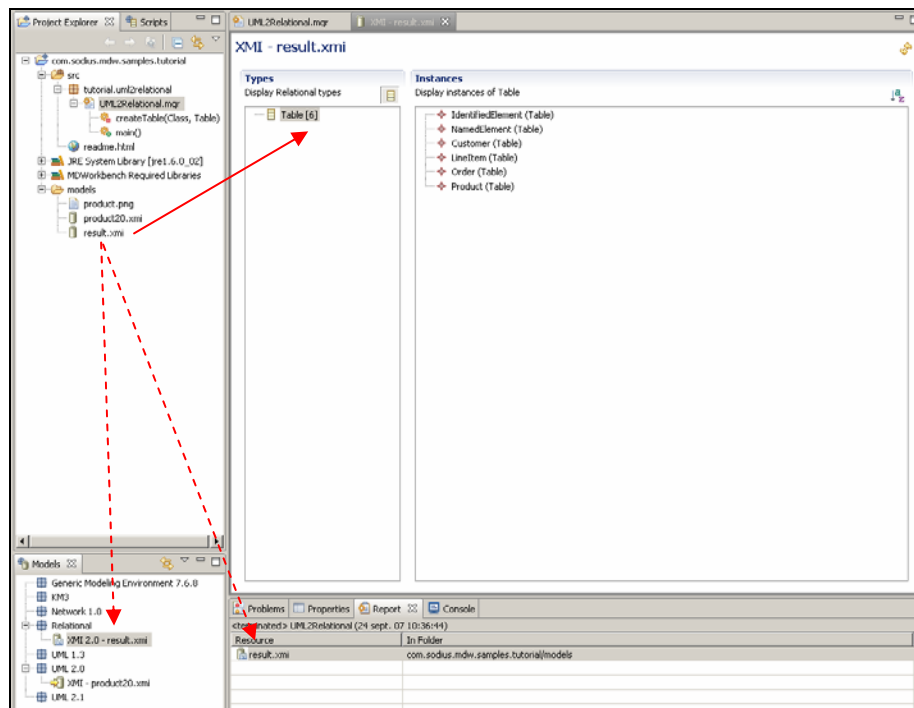 Project Explorer
Scripts
com.sodius.mdw.samples.tutorial
src
tutorial.uml2relational
UML2Relational.mqr
createTable(Class, Table)
main()
readme.html
JRE System Library [jre1.6.0_02]
MDWorkbench Required Libraries
models
product.png
product20.xmi
result.xmi
UML2Relational.mqr
XMI - result.xmi
XMI - result.xmi
Types
Display Relational types
Table [6]
Instances
Display instances of Table
IdentifiedElement (Table)
NamedElement (Table)
Customer (Table)
LineItem (Table)
Order (Table)
Product (Table)
Models
Generic Modeling Environment 7.6.8
KM3
Network 1.0
Relational
XMI 2.0 - result.xmi
UML 1.3
UML 2.0
XMI - product20.xmi
UML 2.1
Problems
Properties
Report
Console
<terminated> UML2Relational (24 sept. 07 10:36:44)
Resource
In Folder
result.xmi
com.sodius.mdw.samples.tutorial/models